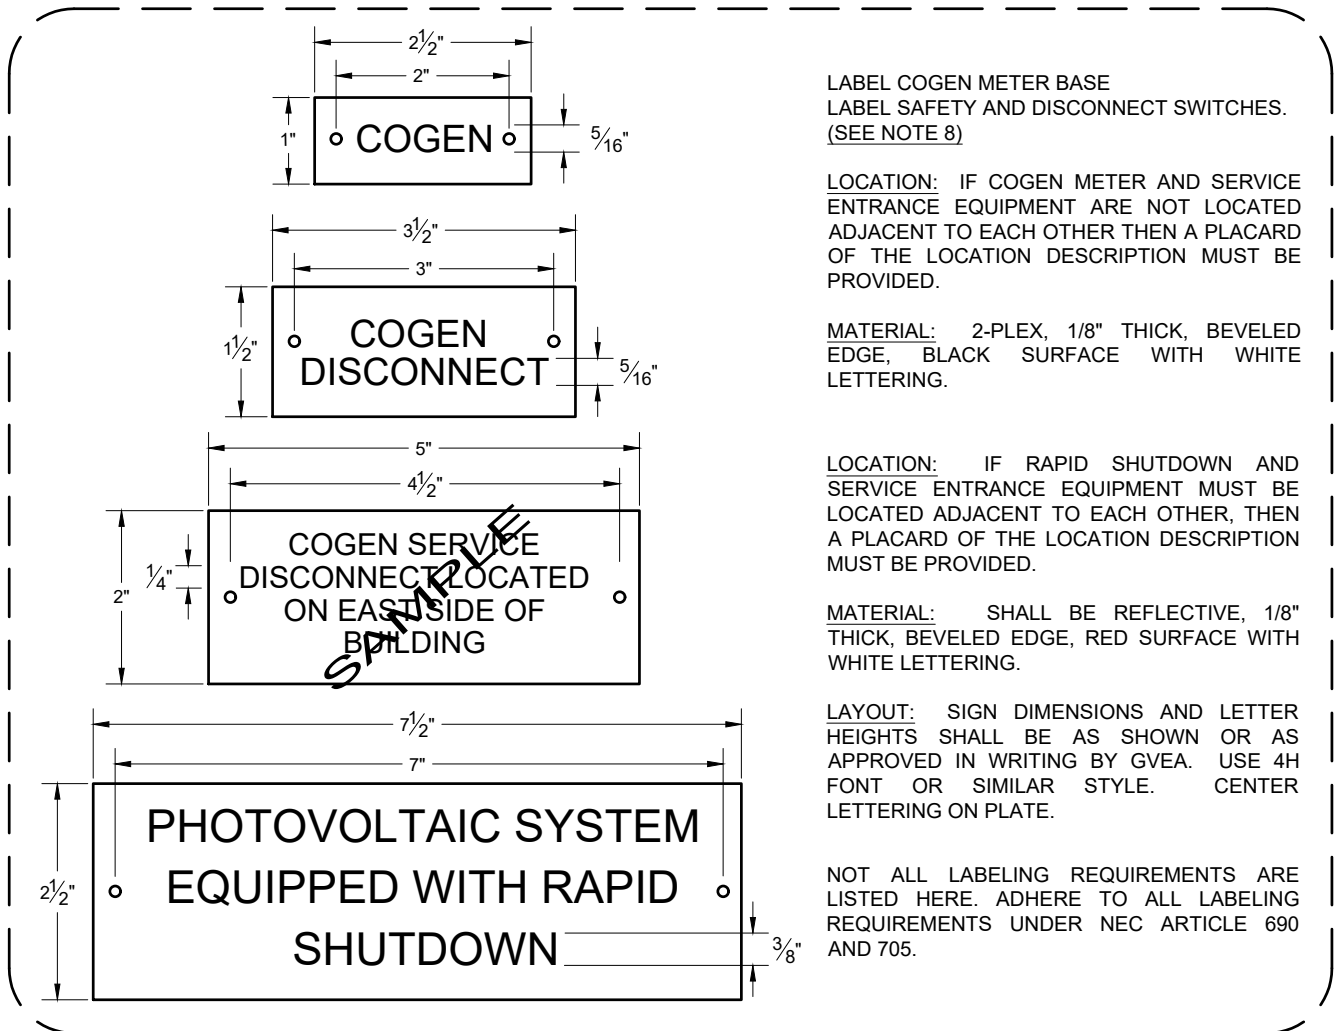 2½"
2"
1"
COGEN
5⁄16"
3½"
3"
1½"
COGEN
DISCONNECT
5⁄16"
5"
4½"
2"
¼"
COGEN SERVICE
DISCONNECT LOCATED
ON EAST SIDE OF
BUILDING
SAMPLE
7½"
7"
2½"
PHOTOVOLTAIC SYSTEM
EQUIPPED WITH RAPID
SHUTDOWN
3⁄8"
LABEL COGEN METER BASE
LABEL SAFETY AND DISCONNECT SWITCHES.
(SEE NOTE 8)
LOCATION: IF COGEN METER AND SERVICE
ENTRANCE EQUIPMENT ARE NOT LOCATED
ADJACENT TO EACH OTHER THEN A PLACARD
OF THE LOCATION DESCRIPTION MUST BE
PROVIDED.
MATERIAL: 2-PLEX, 1/8" THICK, BEVELED
EDGE, BLACK SURFACE WITH WHITE
LETTERING.
LOCATION: IF RAPID SHUTDOWN AND
SERVICE ENTRANCE EQUIPMENT MUST BE
LOCATED ADJACENT TO EACH OTHER, THEN
A PLACARD OF THE LOCATION DESCRIPTION
MUST BE PROVIDED.
MATERIAL: SHALL BE REFLECTIVE, 1/8"
THICK, BEVELED EDGE, RED SURFACE WITH
WHITE LETTERING.
LAYOUT: SIGN DIMENSIONS AND LETTER
HEIGHTS SHALL BE AS SHOWN OR AS
APPROVED IN WRITING BY GVEA. USE 4H
FONT OR SIMILAR STYLE. CENTER
LETTERING ON PLATE.
NOT ALL LABELING REQUIREMENTS ARE
LISTED HERE. ADHERE TO ALL LABELING
REQUIREMENTS UNDER NEC ARTICLE 690
AND 705.